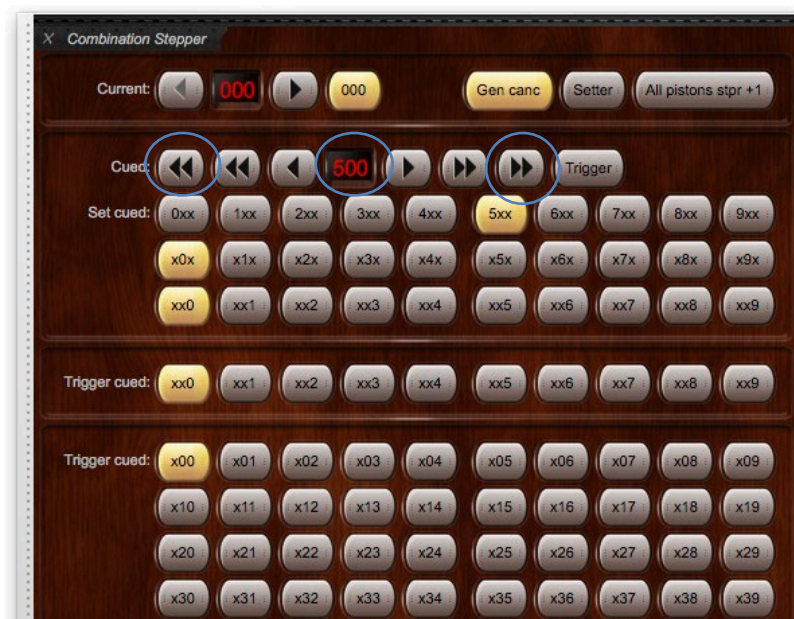 X Combination Stepper
Current: 000 000 Gen canc Setter All pistons stpr +1
Cued: 500 Trigger
Set cued: 0xx 1xx 2xx 3xx 4xx 5xx 6xx 7xx 8xx 9xx
x0x x1x x2x x3x x4x x5x x6x x7x x8x x9x
xx0 xx1 xx2 xx3 xx4 xx5 xx6 xx7 xx8 xx9
Trigger cued: xx0 xx1 xx2 xx3 xx4 xx5 xx6 xx7 xx8 xx9
Trigger cued: x00 x01 x02 x03 x04 x05 x06 x07 x08 x09
x10 x11 x12 x13 x14 x15 x16 x17 x18 x19
x20 x21 x22 x23 x24 x25 x26 x27 x28 x29
x30 x31 x32 x33 x34 x35 x36 x37 x38 x39